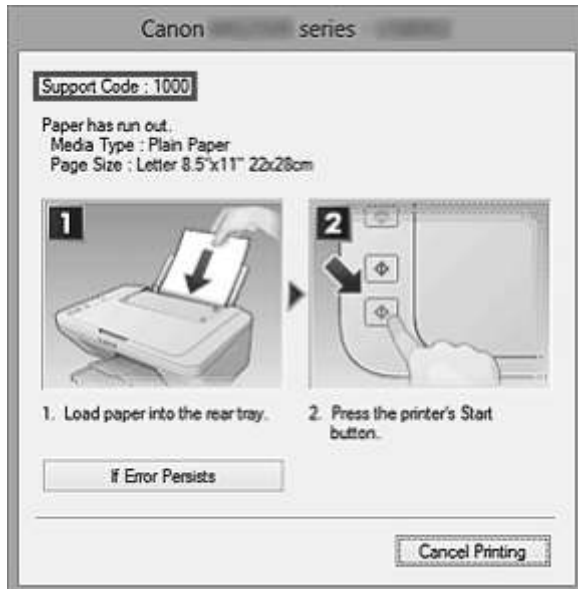 Canon series
Support Code : 1000
Paper has run out.
Media Type : Plain Paper
Page Size : Letter 8.5"x11" 22x28cm
1
2
1. Load paper into the rear tray.
2. Press the printer's Start
button.
If Error Persists
Cancel Printing